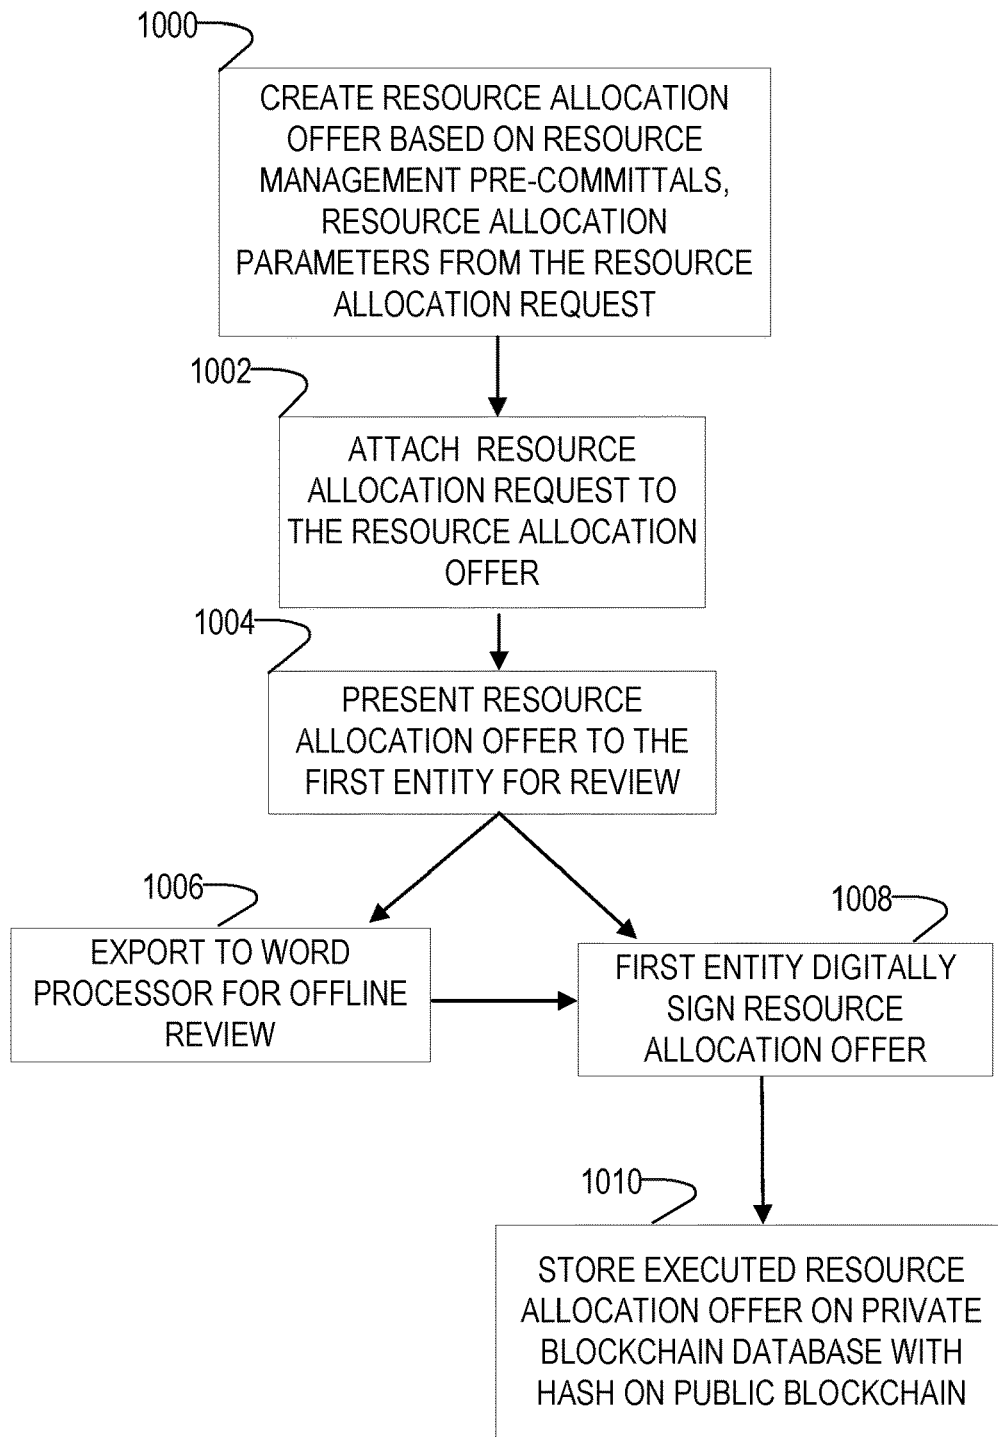 1000
CREATE RESOURCE ALLOCATION
OFFER BASED ON RESOURCE
MANAGEMENT PRE-COMMITTALS,
RESOURCE ALLOCATION
PARAMETERS FROM THE RESOURCE
ALLOCATION REQUEST
1002
ATTACH RESOURCE
ALLOCATION REQUEST TO
THE RESOURCE ALLOCATION
OFFER
1004
PRESENT RESOURCE
ALLOCATION OFFER TO THE
FIRST ENTITY FOR REVIEW
1006
EXPORT TO WORD
PROCESSOR FOR OFFLINE
REVIEW
1008
FIRST ENTITY DIGITALLY
SIGN RESOURCE
ALLOCATION OFFER
1010
STORE EXECUTED RESOURCE
ALLOCATION OFFER ON PRIVATE
BLOCKCHAIN DATABASE WITH
HASH ON PUBLIC BLOCKCHAIN